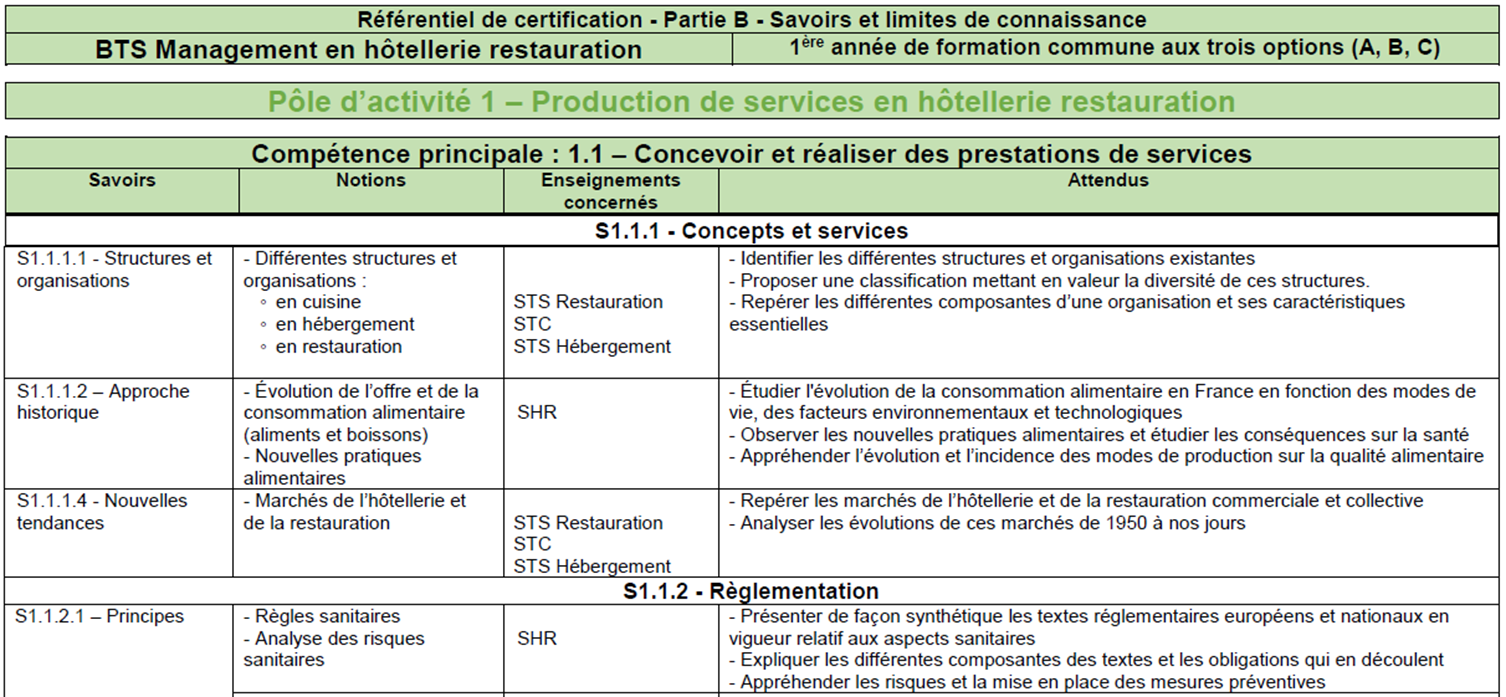 Référentiel de certification - Partie B - Savoirs et limites de connaissance
BTS Management en hôtellerie restauration
1ère année de formation commune aux trois options (A, B, C)
Pôle d’activité 1 – Production de services en hôtellerie restauration
Compétence principale : 1.1 – Concevoir et réaliser des prestations de services
Savoirs
Notions
Enseignements
concernés
Attendus
S1.1.1 - Concepts et services
S1.1.1.1 - Structures et
organisations
- Différentes structures et
organisations :
◦ en cuisine
◦ en hébergement
◦ en restauration
STS Restauration
STC
STS Hébergement
- Identifier les différentes structures et organisations existantes
- Proposer une classification mettant en valeur la diversité de ces structures.
- Repérer les différentes composantes d’une organisation et ses caractéristiques
essentielles
S1.1.1.2 – Approche
historique
- Évolution de l’offre et de la
consommation alimentaire
(aliments et boissons)
- Nouvelles pratiques
alimentaires
SHR
- Étudier l'évolution de la consommation alimentaire en France en fonction des modes de
vie, des facteurs environnementaux et technologiques
- Observer les nouvelles pratiques alimentaires et étudier les conséquences sur la santé
- Appréhender l’évolution et l’incidence des modes de production sur la qualité alimentaire
S1.1.1.4 - Nouvelles
tendances
- Marchés de l’hôtellerie et
de la restauration
STS Restauration
STC
STS Hébergement
- Repérer les marchés de l’hôtellerie et de la restauration commerciale et collective
- Analyser les évolutions de ces marchés de 1950 à nos jours
S1.1.2 - Règlementation
S1.1.2.1 – Principes
- Règles sanitaires
- Analyse des risques
sanitaires
SHR
- Présenter de façon synthétique les textes réglementaires européens et nationaux en
vigueur relatif aux aspects sanitaires
- Expliquer les différentes composantes des textes et les obligations qui en découlent
- Appréhender les risques et la mise en place des mesures préventives